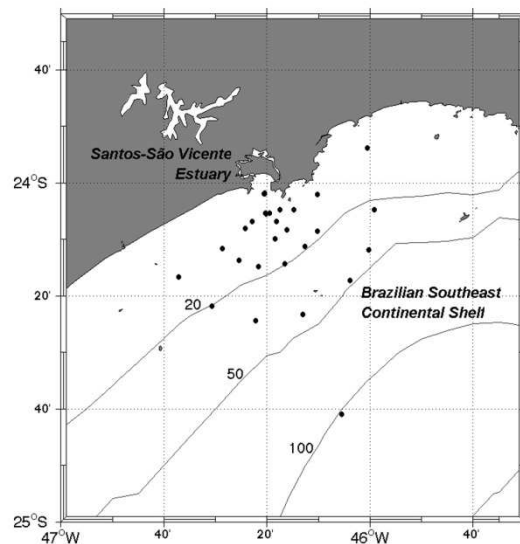 40'
Santos-São Vicente
Estuary
24°S
20'
20
Brazilian Southeast
Continental Shelf
50
40'
100
25°S
47°W
40'
20'
46°W